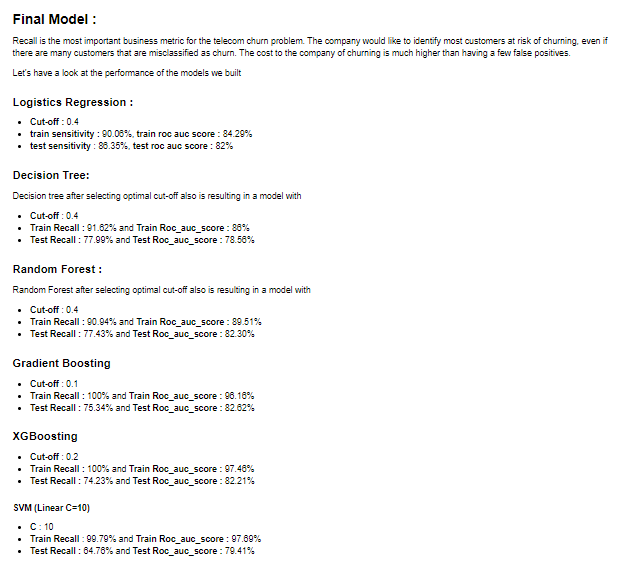 Final Model :
Recall is the most important business metric for the telecom churn problem. The company would like to identify most customers at risk of churning, even if
there are many customers that are misclassified as churn. The cost to the company of churning is much higher than having a few false positives.
Let's have a look at the performance of the models we built
Logistics Regression :
• Cut-off : 0.4
• train sensitivity : 90.06%, train roc auc score : 84.29%
• test sensitivity : 86.35%, test roc auc score : 82%
Decision Tree:
Decision tree after selecting optimal cut-off also is resulting in a model with
• Cut-off : 0.4
• Train Recall : 91.62% and Train Roc_auc_score : 86%
• Test Recall : 77.99% and Test Roc_auc_score : 78.56%
Random Forest :
Random Forest after selecting optimal cut-off also is resulting in a model with
• Cut-off : 0.4
• Train Recall : 90.94% and Train Roc_auc_score : 89.51%
• Test Recall : 77.43% and Test Roc_auc_score : 82.30%
Gradient Boosting
• Cut-off : 0.1
• Train Recall : 100% and Train Roc_auc_score : 96.16%
• Test Recall : 75.34% and Test Roc_auc_score : 82.62%
XGBoosting
• Cut-off : 0.2
• Train Recall : 100% and Train Roc_auc_score : 97.46%
• Test Recall : 74.23% and Test Roc_auc_score : 82.21%
SVM (Linear C=10)
• C : 10
• Train Recall : 99.79% and Train Roc_auc_score : 97.69%
• Test Recall : 64.76% and Test Roc_auc_score : 79.41%